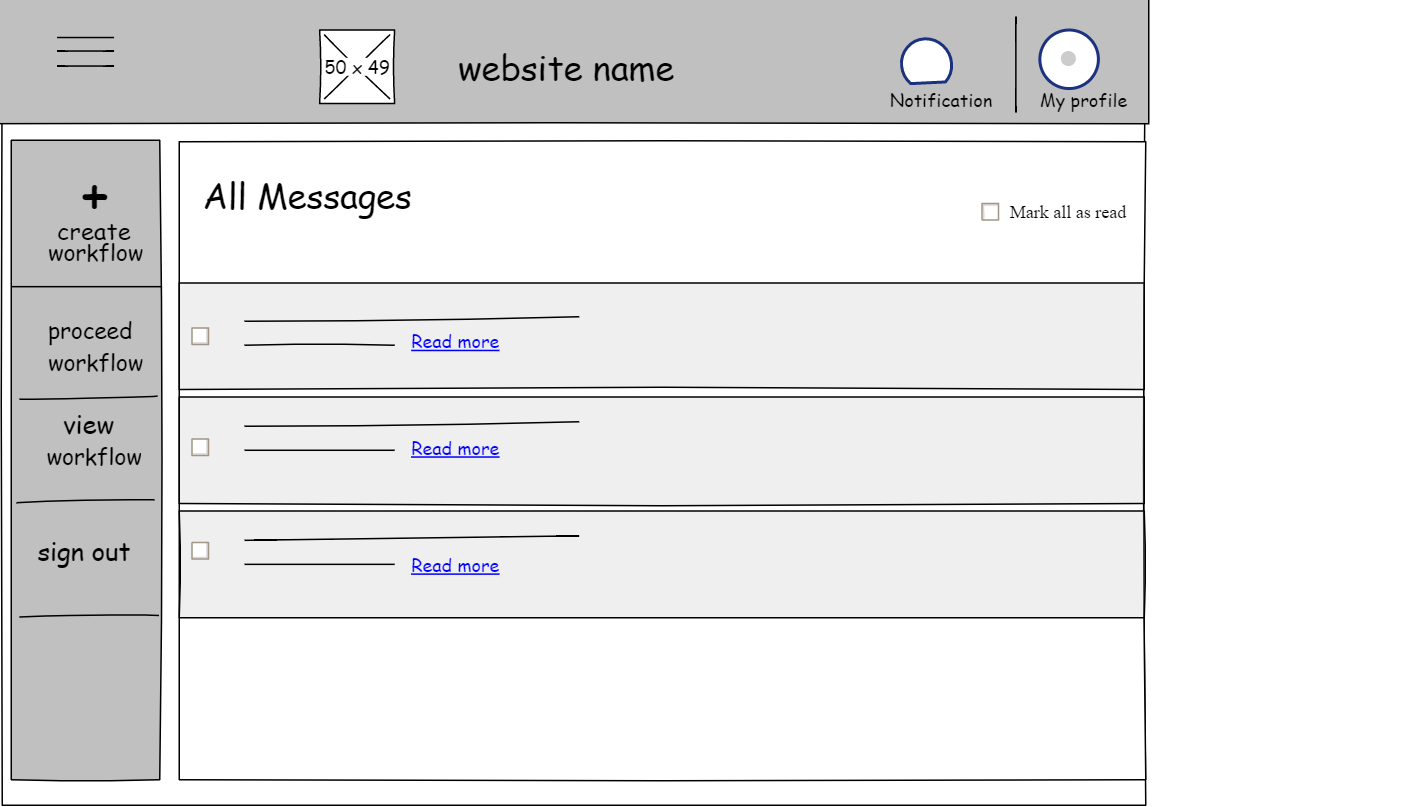 50 x 49
website name
Notification
My profile
+
create
workflow
proceed
workflow
view
workflow
sign out
All Messages
Mark all as read
Read more
Read more
Read more